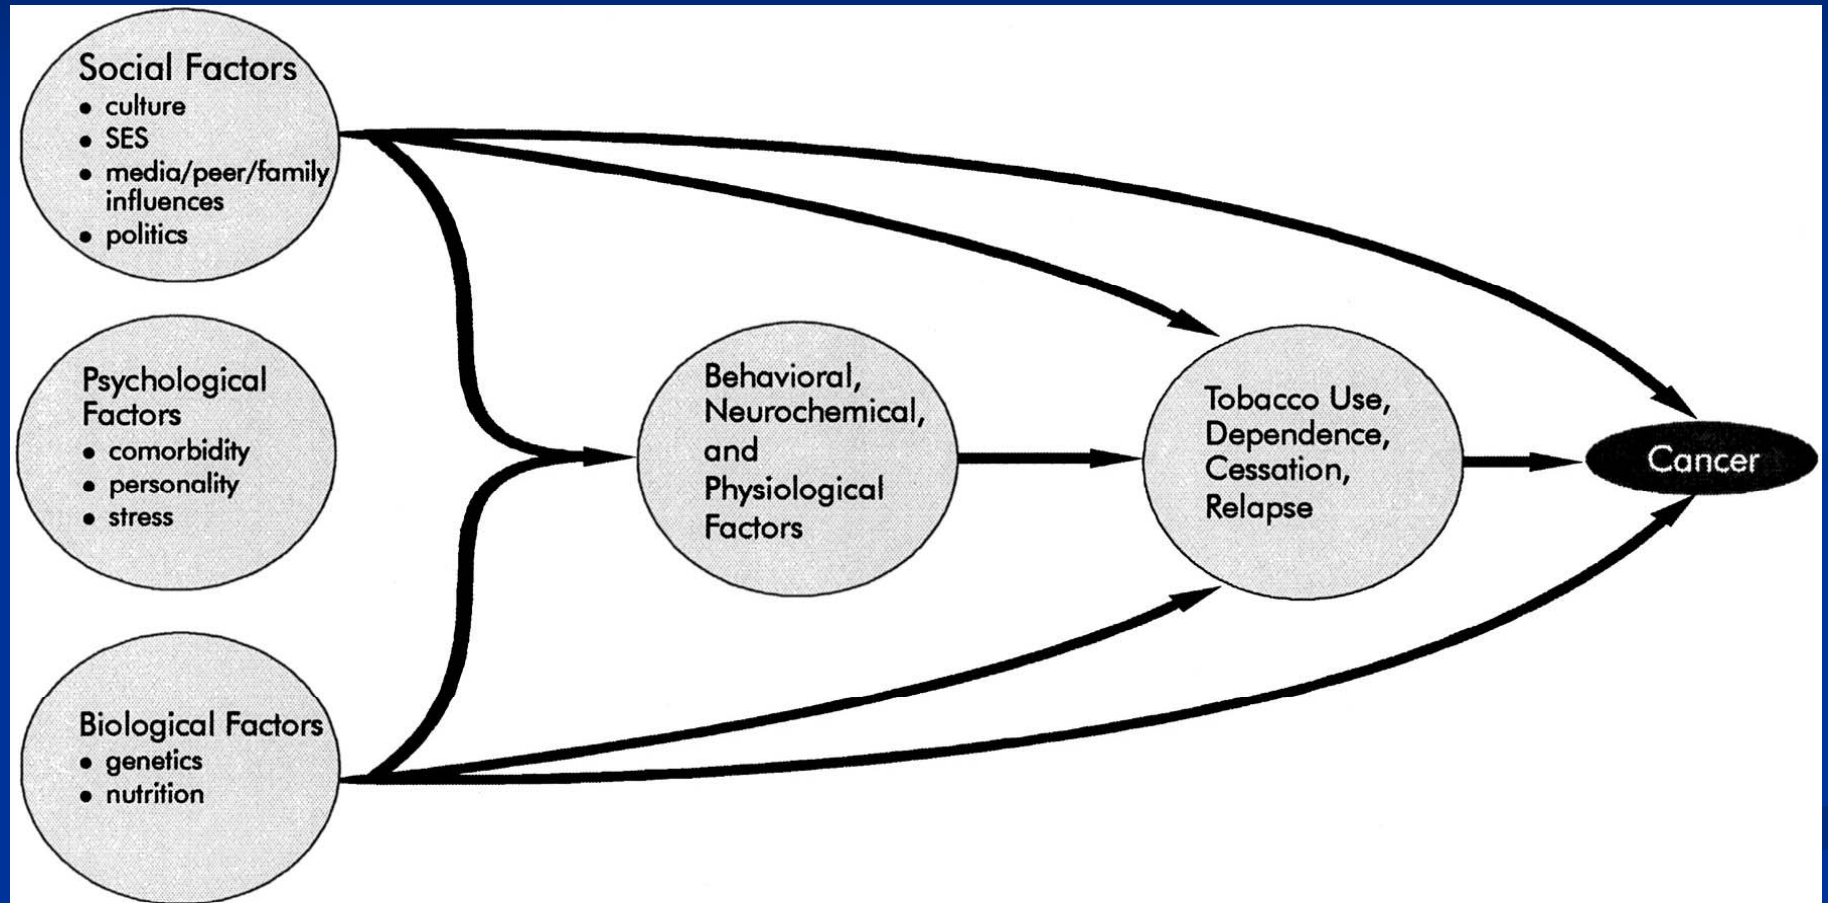 Social Factors
• culture
• SES
• media/peer/family
influences
• politics
Psychological
Factors
• comorbidity
• personality
• stress
Biological Factors
• genetics
• nutrition
Behavioral,
Neurochemical,
and
Physiological
Factors
Tobacco Use,
Dependence,
Cessation,
Relapse
Cancer